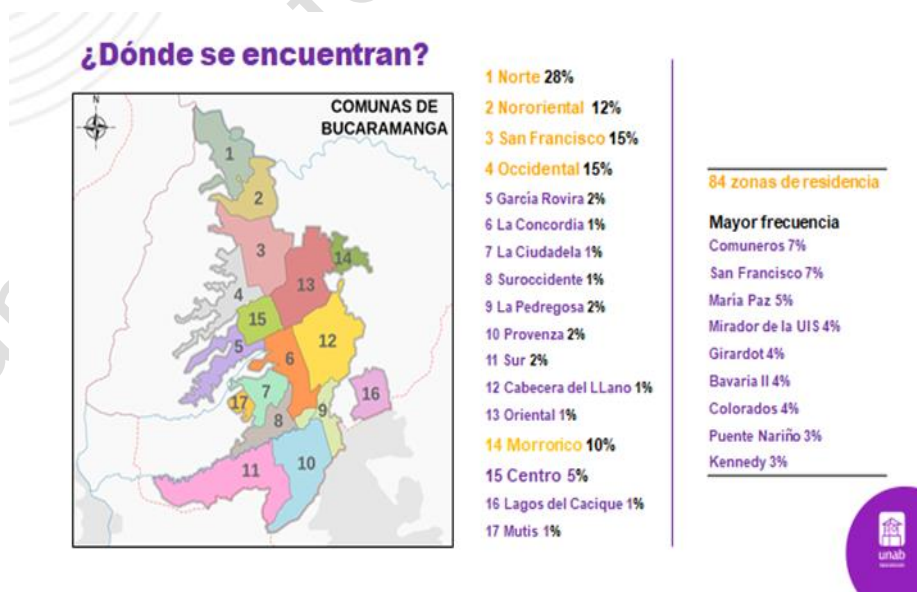 ¿Dónde se encuentran?
N
COMUNAS DE
BUCARAMANGA
1
2
3
14
13
4
15
12
5
6
16
7
17
9
8
11
10
1 Norte 28%
2 Nororiental 12%
3 San Francisco 15%
4 Occidental 15%
5 García Rovira 2%
6 La Concordia 1%
7 La Ciudadela 1%
8 Suroccidente 1%
9 La Pedregosa 2%
10 Provenza 2%
11 Sur 2%
12 Cabecera del LLano 1%
13 Oriental 1%
14 Morrorico 10%
15 Centro 5%
16 Lagos del Cacique 1%
17 Mutis 1%
84 zonas de residencia
Mayor frecuencia
Comuneros 7%
San Francisco 7%
María Paz 5%
Mirador de la UIS 4%
Girardot 4%
Bavaria II 4%
Colorados 4%
Puente Nariño 3%
Kennedy 3%
unab